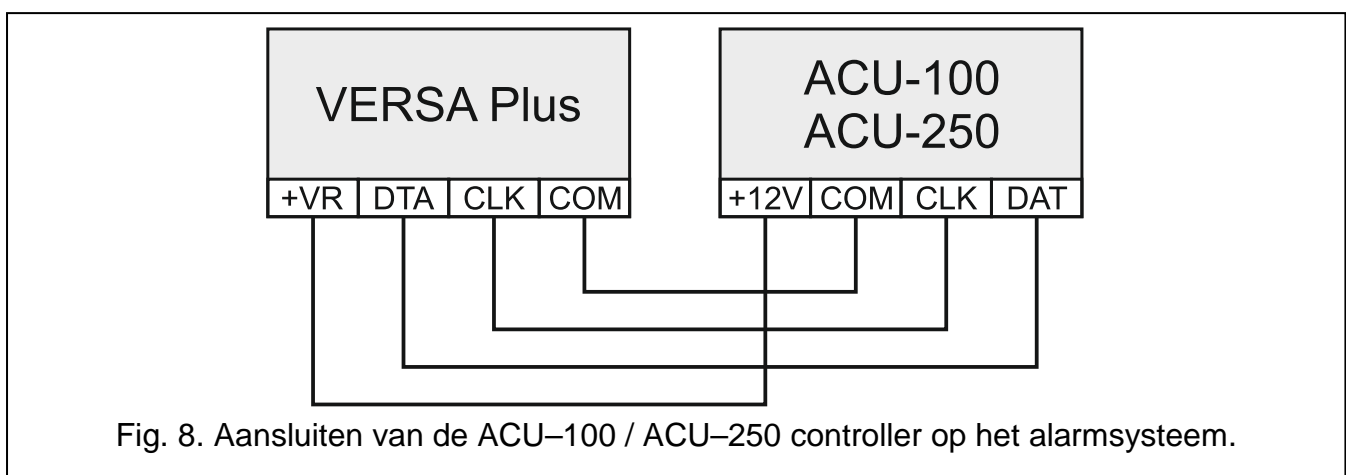 VERSA Plus
+VR DTA CLK COM
ACU-100
ACU-250
+12V COM CLK DAT
Fig. 8. Aansluiten van de ACU–100 / ACU–250 controller op het alarmsysteem.